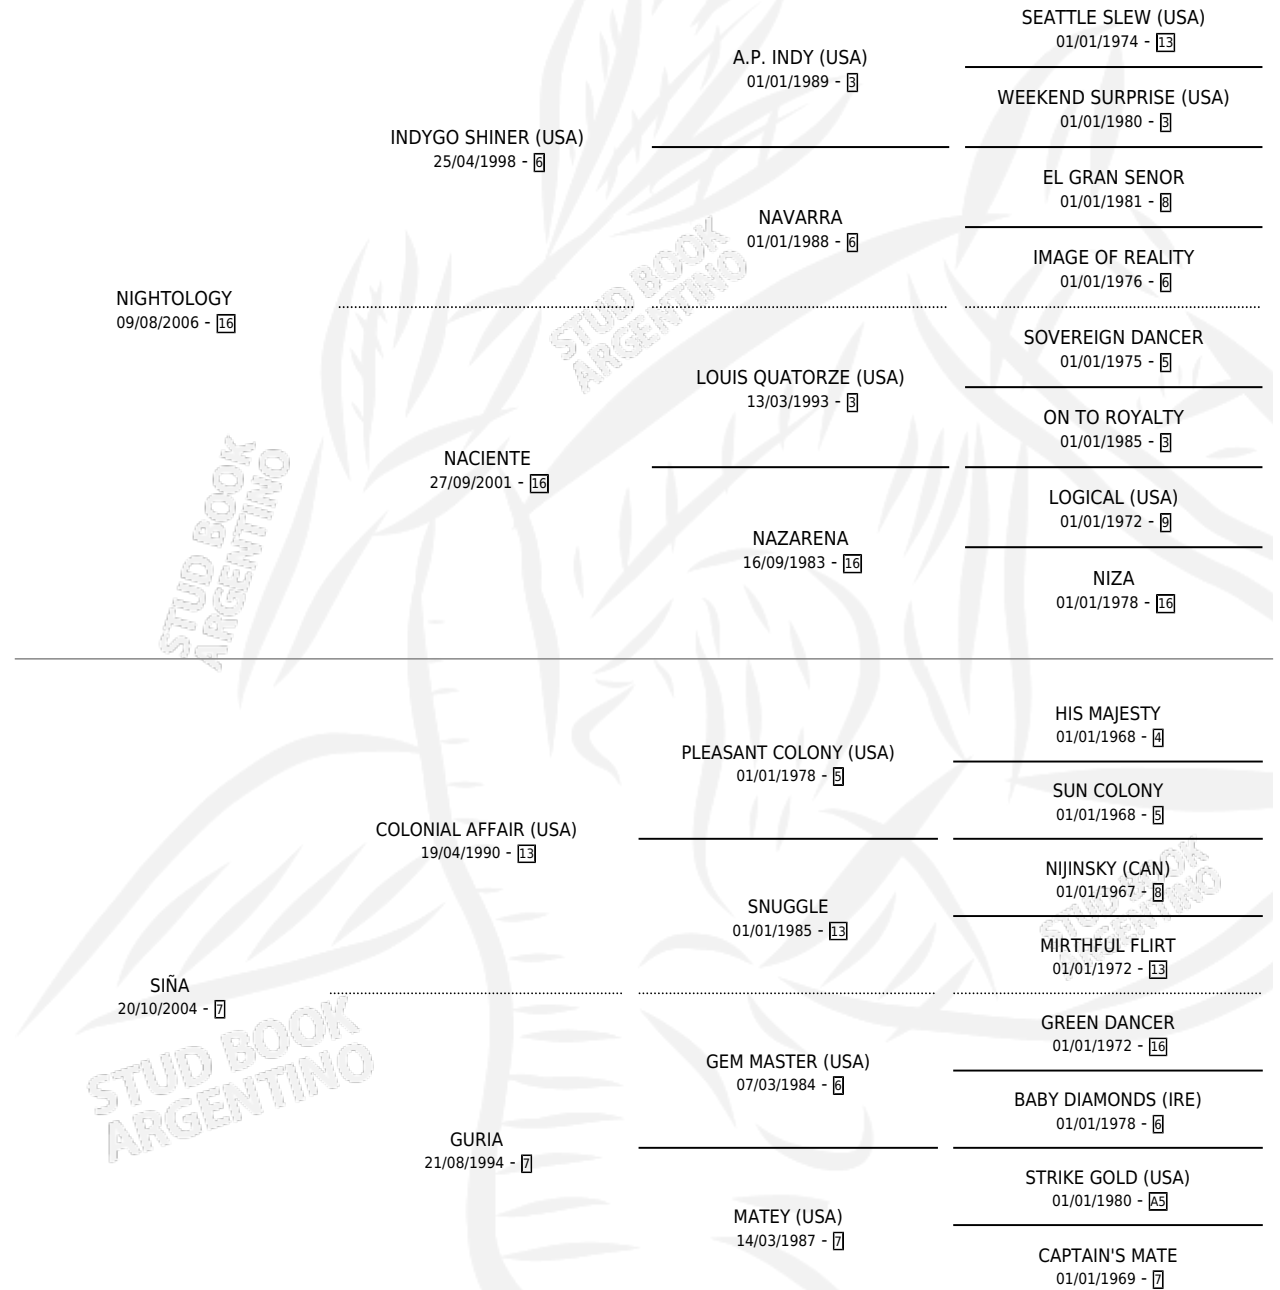 SEATTLE SLEW (USA)
01/01/1974 - 13
A.P. INDY (USA)
01/01/1989 - 3
WEEKEND SURPRISE (USA)
01/01/1980 - 3
INDYGO SHINER (USA)
25/04/1998 - 6
EL GRAN SENOR
01/01/1981 - 8
NAVARRA
01/01/1988 - 6
IMAGE OF REALITY
01/01/1976 - 6
NIGHTOLOGY
09/08/2006 - 16
SOVEREIGN DANCER
01/01/1975 - 5
LOUIS QUATORZE (USA)
13/03/1993 - 3
ON TO ROYALTY
01/01/1985 - 3
NACIENTE
27/09/2001 - 16
LOGICAL (USA)
01/01/1972 - 9
NAZARENA
16/09/1983 - 16
NIZA
01/01/1978 - 16
HIS MAJESTY
01/01/1968 - 4
PLEASANT COLONY (USA)
01/01/1978 - 5
SUN COLONY
01/01/1968 - 5
COLONIAL AFFAIR (USA)
19/04/1990 - 13
NIJINSKY (CAN)
01/01/1967 - 8
SNUGGLE
01/01/1985 - 13
MIRTHFUL FLIRT
01/01/1972 - 13
SIÑA
20/10/2004 - 7
GREEN DANCER
01/01/1972 - 16
GEM MASTER (USA)
07/03/1984 - 6
BABY DIAMONDS (IRE)
01/01/1978 - 6
GURIA
21/08/1994 - 7
STRIKE GOLD (USA)
01/01/1980 - A5
MATEY (USA)
14/03/1987 - 7
CAPTAIN'S MATE
01/01/1969 - 7
STUD BOOK
ARGENTINO
STUD BOOK
ARGENTINO
STUD BOOK
ARGENTINO
STUD BOOK
ARGENTINO